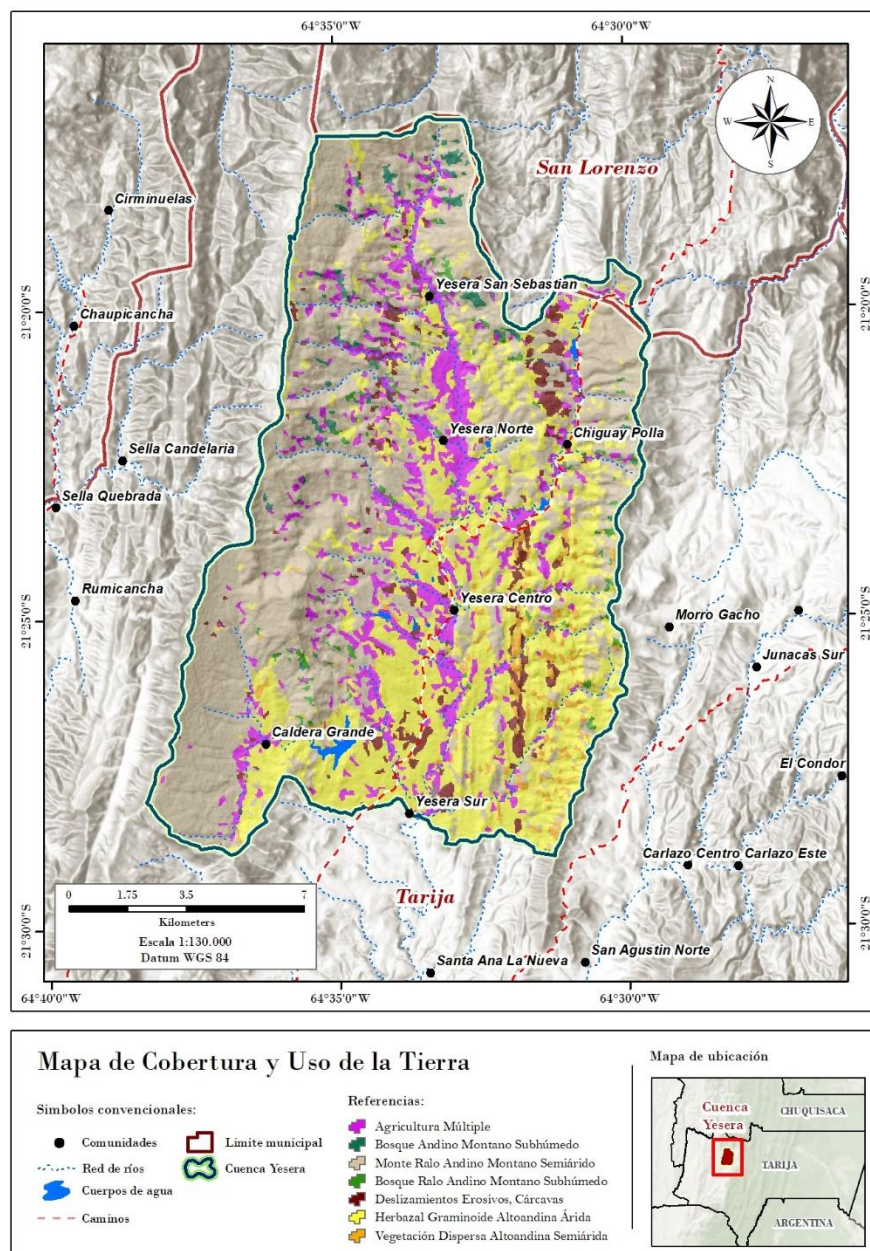 64°35'0"W
64°30'0"W
N
W
E
S
San Lorenzo
Cirminuelas
Yesera San Sebastian
21°20'0"S
21°20'0"S
Chaupicancha
Yesera Norte
Chiguay Polla
Sella Candelaria
Sella Quebrada
Rumicancha
Yesera Centro
Morro Gacho
21°25'0"S
21°25'0"S
Junacas Sur
Caldera Grande
El Condor
Yesera Sur
Carlazo Centro
Carlazo Este
Tarija
0
1.75
3.5
7
Kilometers
Escala 1:130.000
Datum WGS 84
21°30'0"S
21°30'0"S
Santa Ana La Nueva
San Agustin Norte
64°40'0"W
64°35'0"W
64°30'0"W
Mapa de Cobertura y Uso de la Tierra
Simbolos convencionales:
Comunidades
Red de ríos
Cuerpos de agua
Caminos
Limite municipal
Cuenca Yesera
Referencias:
Agricultura Múltiple
Bosque Andino Montano Subhúmedo
Monte Ralo Andino Montano Semiárido
Bosque Ralo Andino Montano Subhúmedo
Deslizamientos Erosivos, Cárcavas
Herbazal Graminoide Altoandina Árida
Vegetación Dispersa Altoandina Semiárida
Mapa de ubicación
CHUQUISACA
Cuenca
Yesera
TARIJA
ARGENTINA